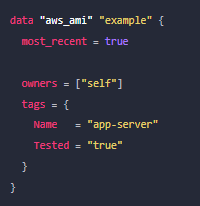 data "aws_ami" "example" {
  most_recent = true

  owners = ["self"]
  tags = {
    Name   = "app-server"
    Tested = "true"
  }
}